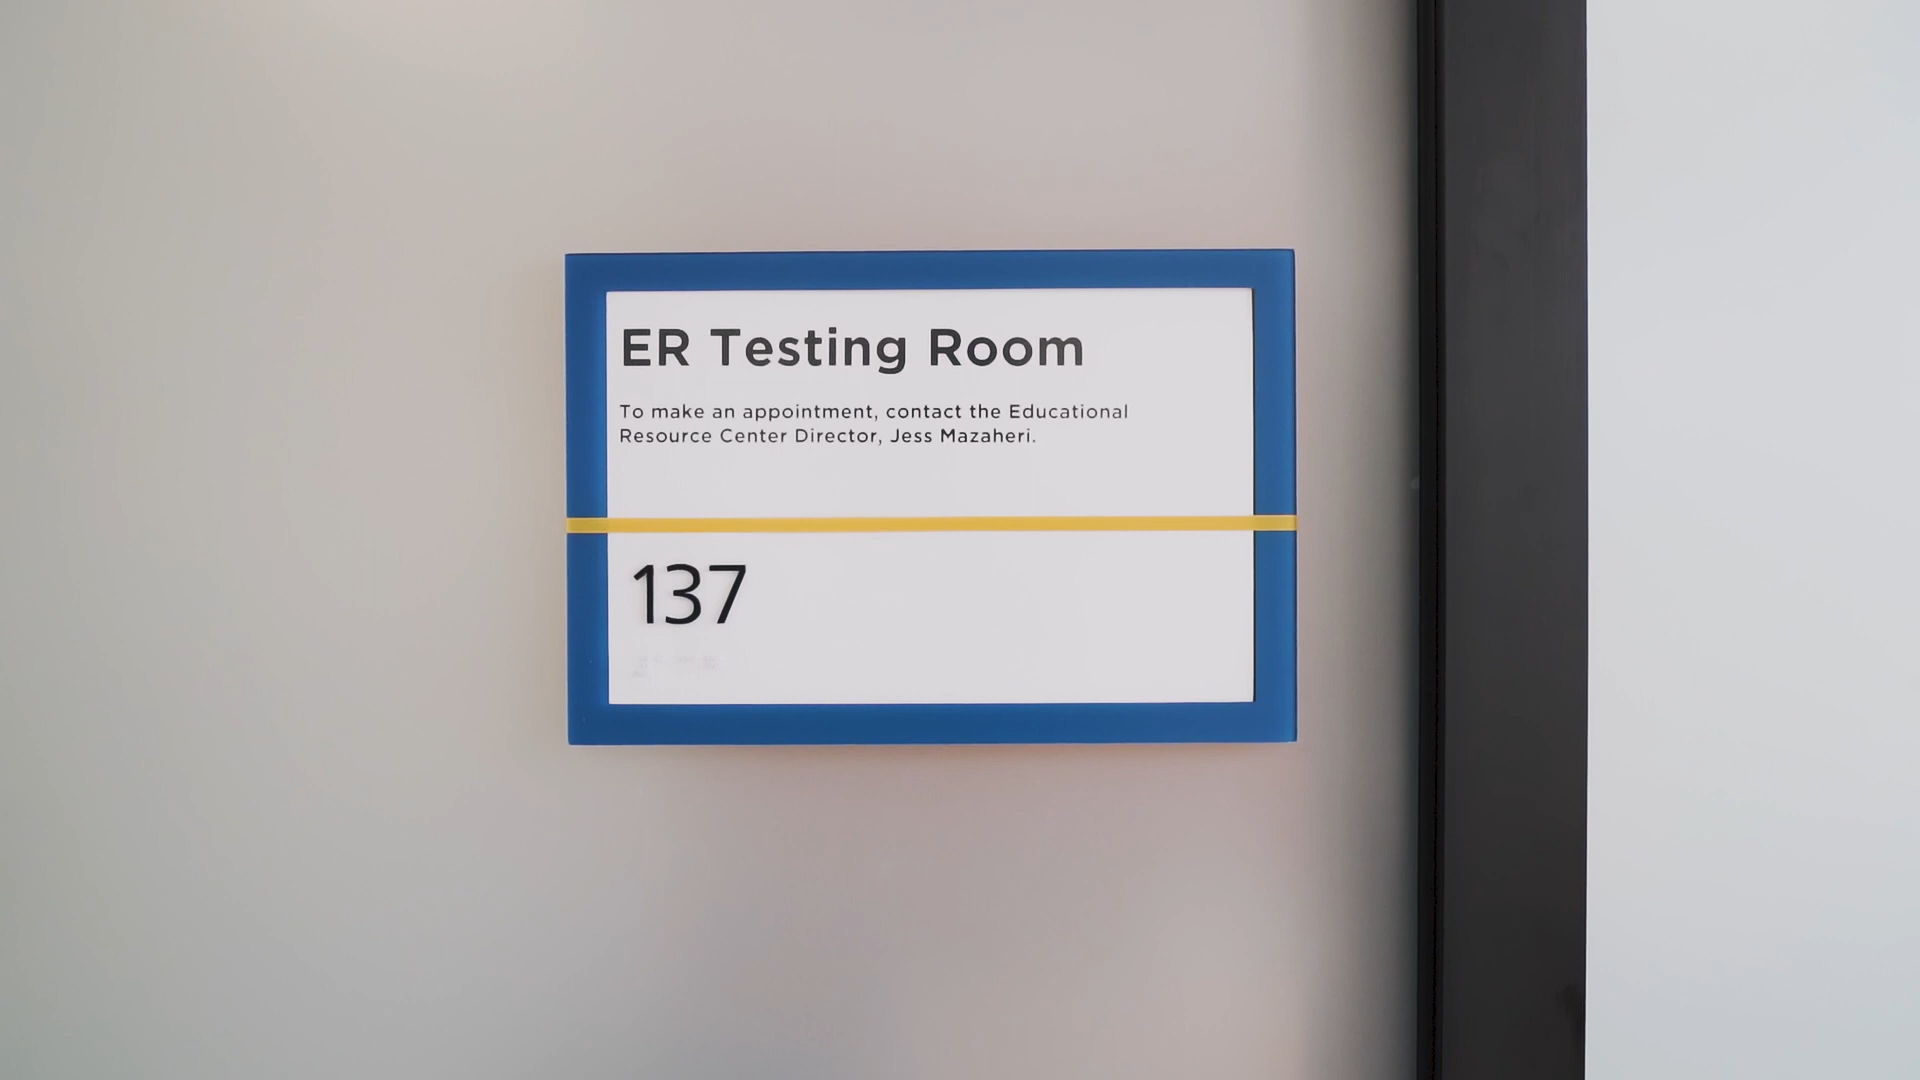 ER Testing Room
To make an appointment, contact the Educational
Resource Center Director, Jess Mazaheri.
137